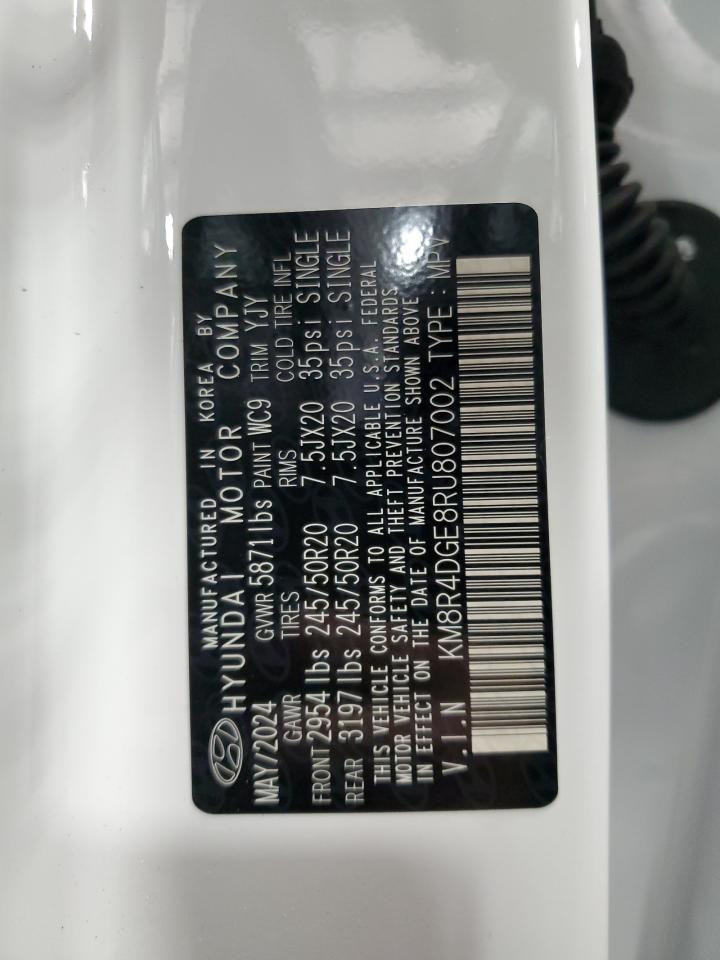 MANUFACTURED IN KOREA BY
HYUNDAI MOTOR COMPANY
MAY/2024 GVWR 5871lbs PAINT WC9 TRIM YJY
GAWR TIRES RIMS COLD TIRE INFL
FRONT 2954lbs 245/50R20 7.5JX20 35psi SINGLE
REAR 3197lbs 245/50R20 7.5JX20 35psi SINGLE
THIS VEHICLE CONFORMS TO ALL APPLICABLE U.S.A. FEDERAL
MOTOR VEHICLE SAFETY AND THEFT PREVENTION STANDARDS
IN EFFECT ON THE DATE OF MANUFACTURE SHOWN ABOVE
V.I.N KM8R4DGE8RU807002 TYPE : MPV